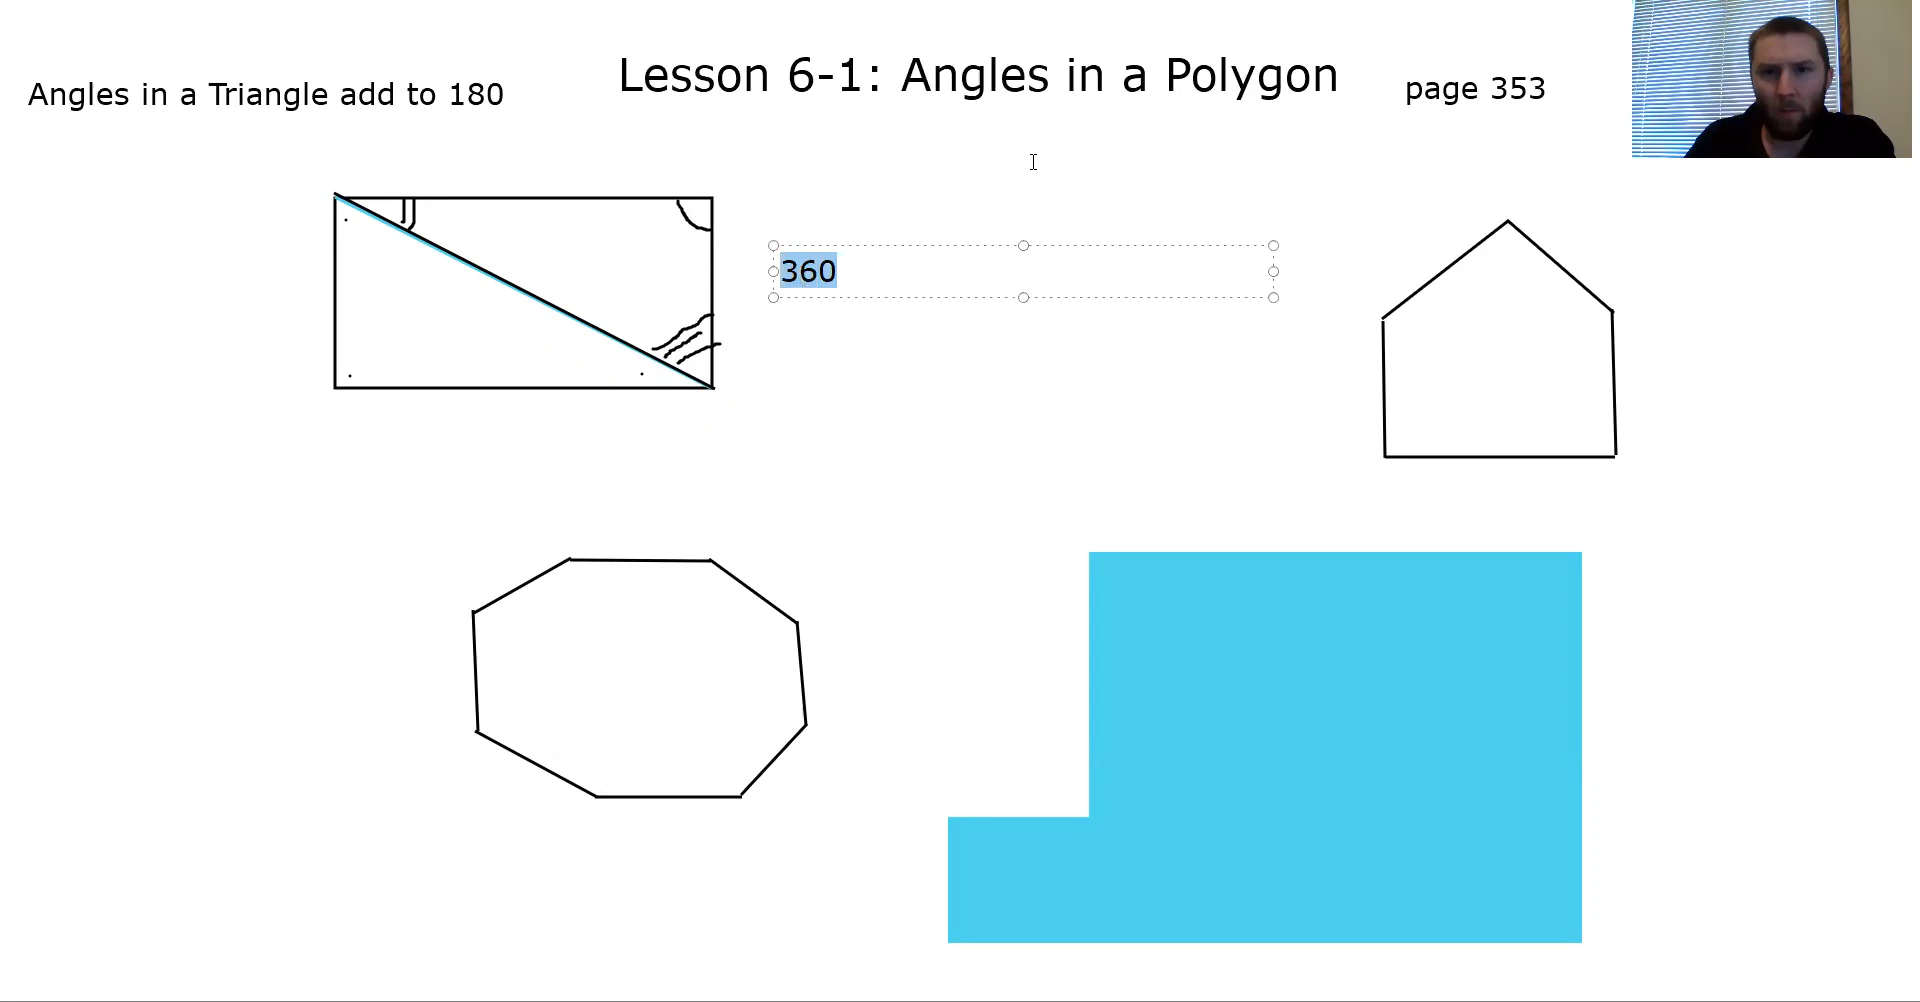 Lesson 6-1: Angles in a Polygon
Angles in a Triangle add to 180
page 353
360